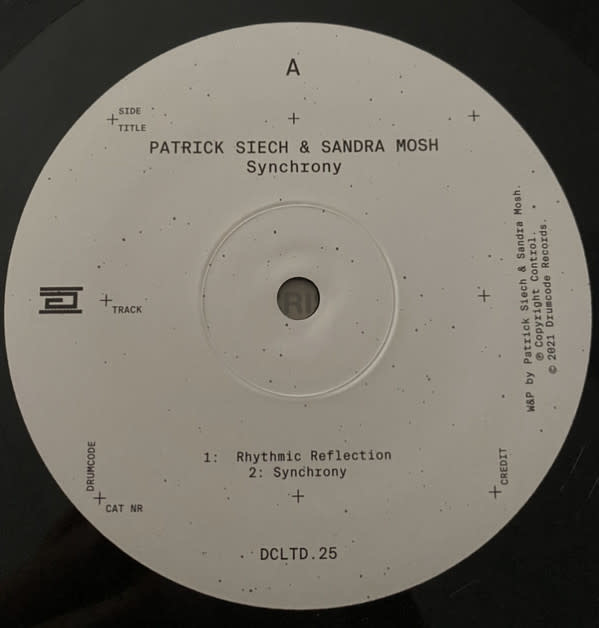 A
SIDE
TITLE
PATRICK SIECH & SANDRA MOSH
Synchrony
TRACK
W&P by Patrick Siech & Sandra Mosh.
℗ Copyright Control.
© 2021 Drumcode Records.
1: Rhythmic Reflection
2: Synchrony
DRUMCODE
CAT NR
CREDIT
DCLTD.25